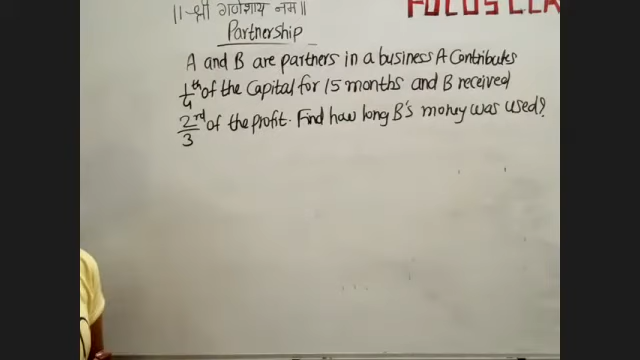 ॥ श्री गणेशाय नमः ॥
FOCUS CLA
Partnership
A and B are partners in a business A Contributes
1/4th of the Capital for 15 months and B received
2/3rd of the profit. Find how long B's money was used?